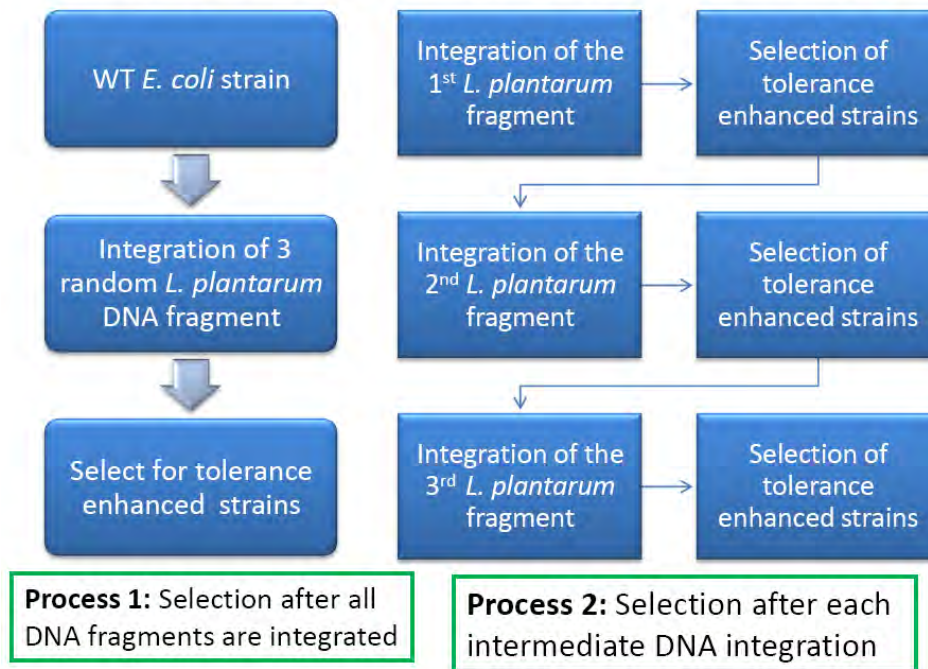 WT E. coli strain
Integration of 3
random L. plantarum
DNA fragment
Select for tolerance
enhanced strains
Process 1: Selection after all
DNA fragments are integrated
Integration of the
1st L. plantarum
fragment
Selection of
tolerance
enhanced strains
Integration of the
2nd L. plantarum
fragment
Selection of
tolerance
enhanced strains
Integration of the
3rd L. plantarum
fragment
Selection of
tolerance
enhanced strains
Process 2: Selection after each
intermediate DNA integration